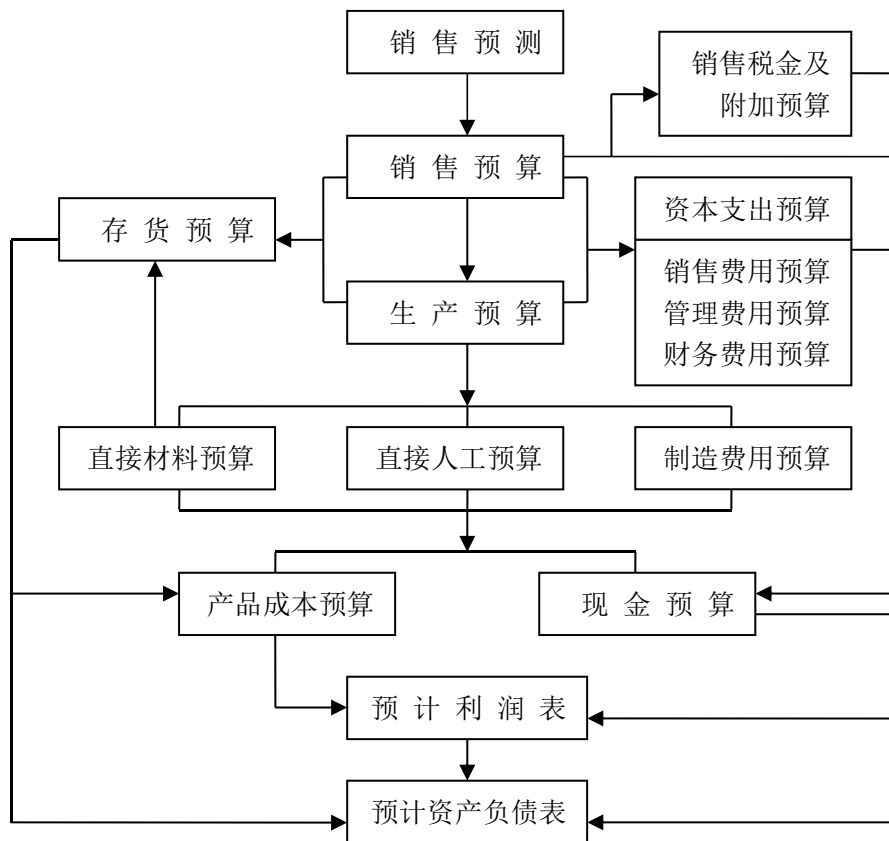 销售预测
销售税金及
附加预算
销售预算
存货预算
资本支出预算
销售费用预算
管理费用预算
财务费用预算
生产预算
直接材料预算
直接人工预算
制造费用预算
产品成本预算
现金预算
预计利润表
预计资产负债表